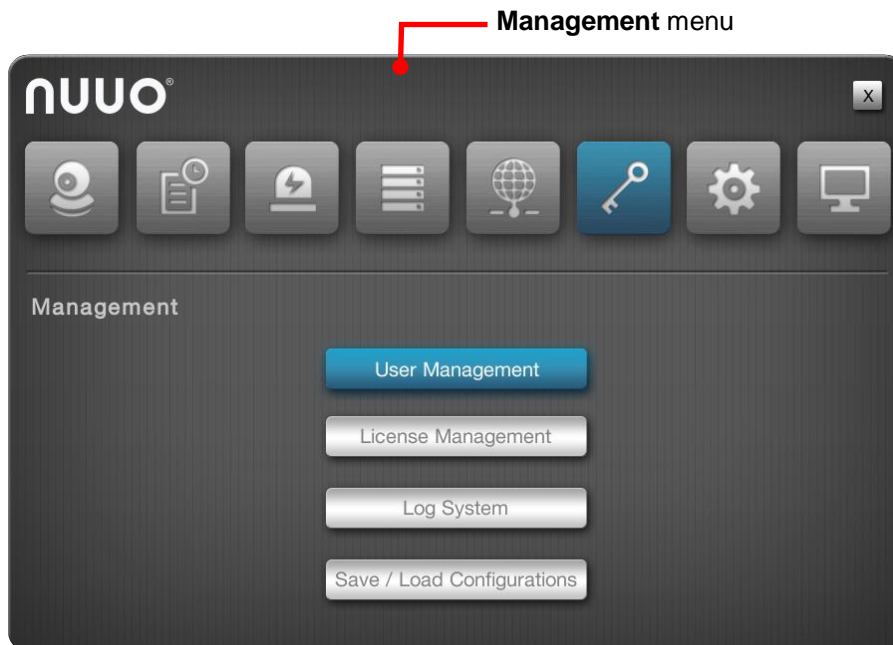 Management menu
nuuo®
X
Management
User Management
License Management
Log System
Save / Load Configurations